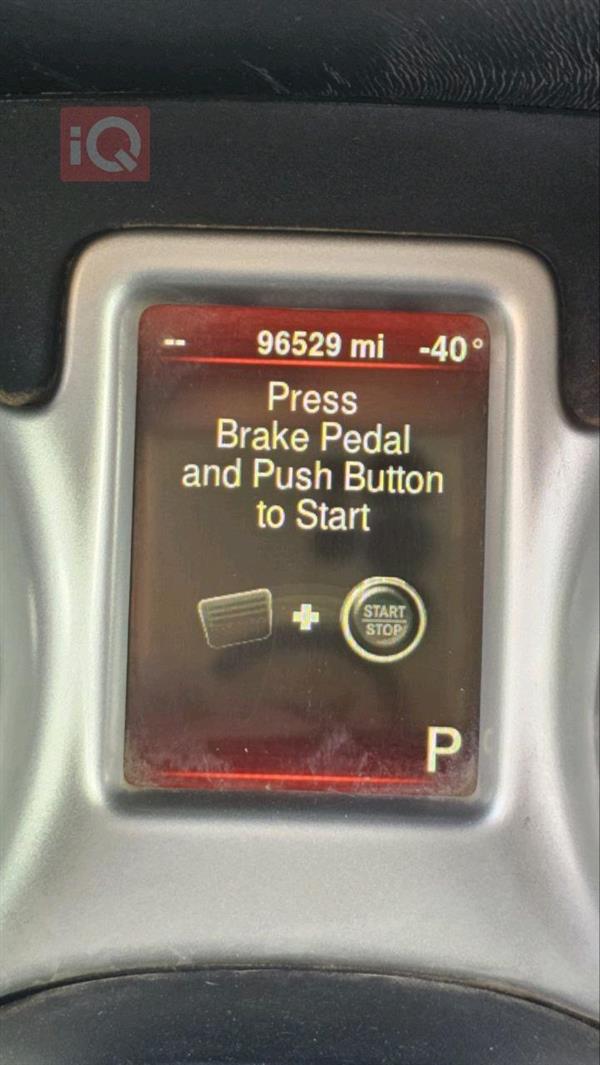 iQ
-- 96529 mi -40°
Press
Brake Pedal
and Push Button
to Start
+
START
STOP
P